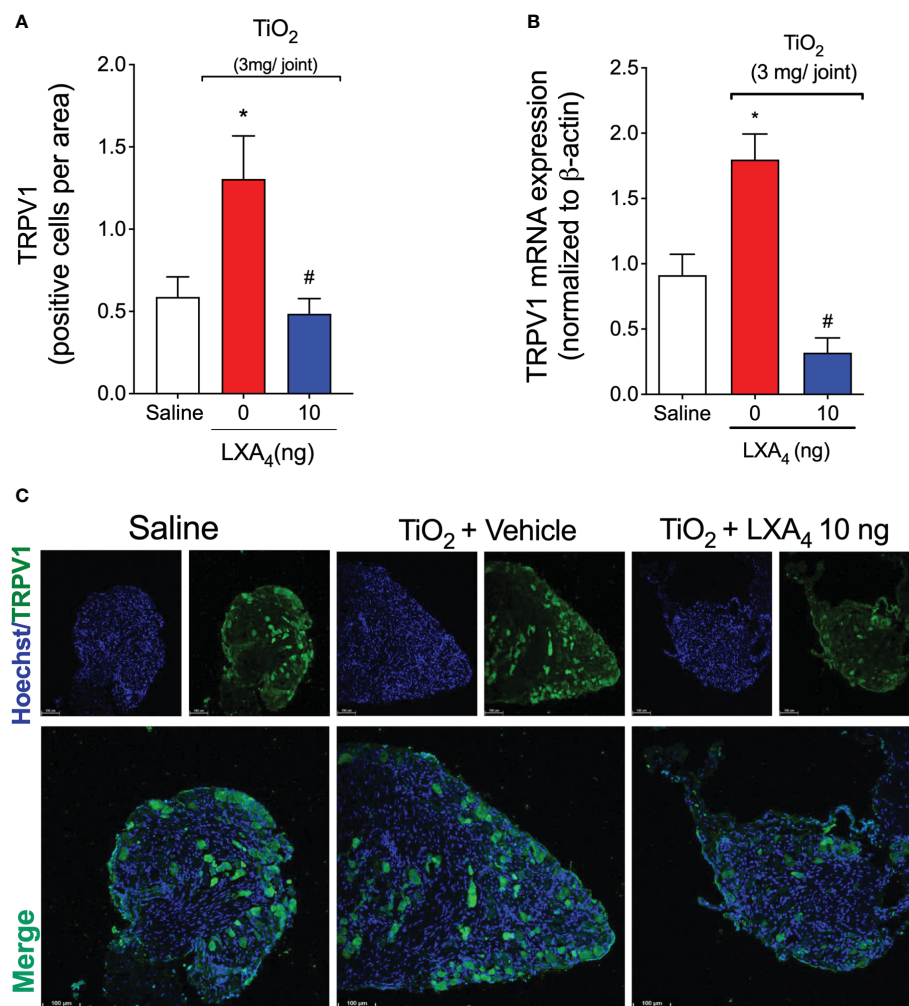 A
TiO2
(3mg/ joint)
TRPV1
(positive cells per area)
2.0
1.5
1.0
0.5
0.0
*
#
Saline
0
10
LXA4(ng)
B
TiO2
(3 mg/ joint)
TRPV1 mRNA expression
(normalized to β-actin)
2.5
2.0
1.5
1.0
0.5
0.0
*
#
Saline
0
10
LXA4 (ng)
C
Saline
TiO2 + Vehicle
TiO2 + LXA4 10 ng
Hoechst/TRPV1
Merge
100 µm
100 µm
100 µm